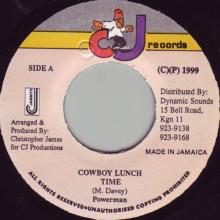 CJ
records
SIDE A
(C)(P) 1999
Distributed By:
Dynamic Sounds
15 Bell Road,
Kgn 11
923-9138
923-9168
Arranged &
Produced By:
Christopher James
for CJ Productions
MADE IN JAMAICA
COWBOY LUNCH
TIME
(M. Davey)
Powerman
ALL RIGHTS RESERVED • UNAUTHORISED COPYING PROHIBITED